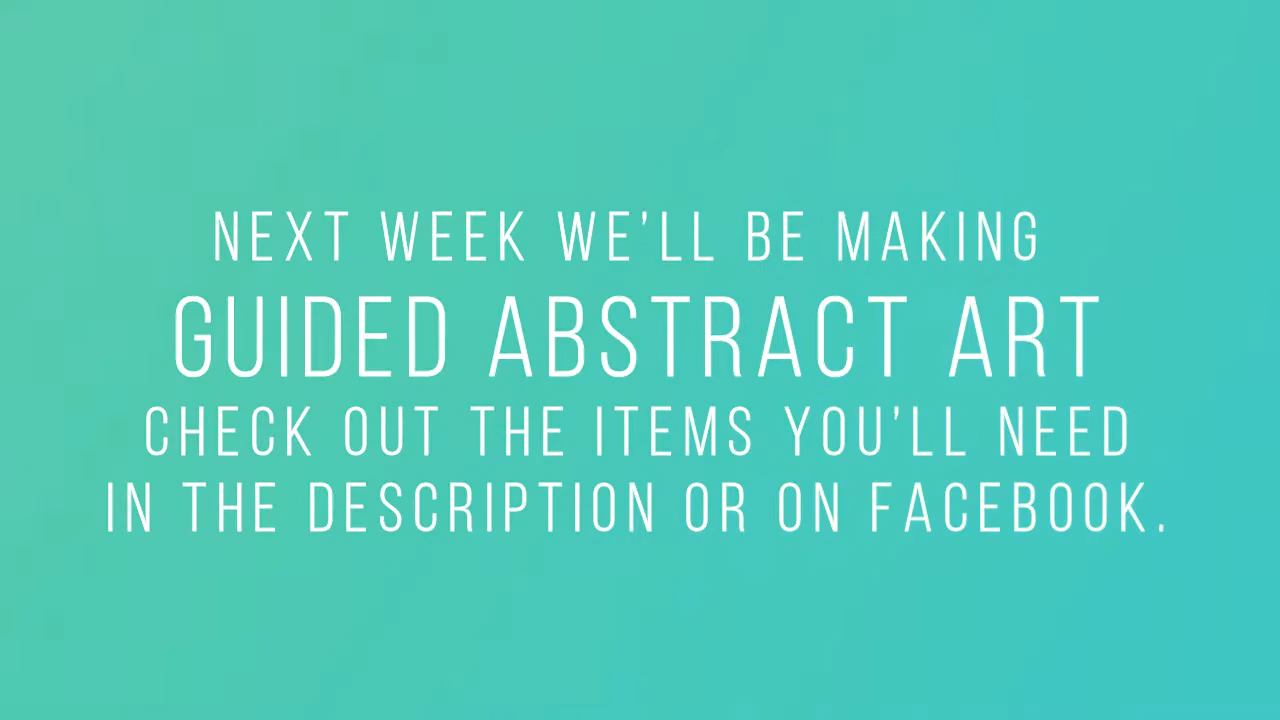 NEXT WEEK WE'LL BE MAKING
GUIDED ABSTRACT ART
CHECK OUT THE ITEMS YOU'LL NEED
IN THE DESCRIPTION OR ON FACEBOOK.